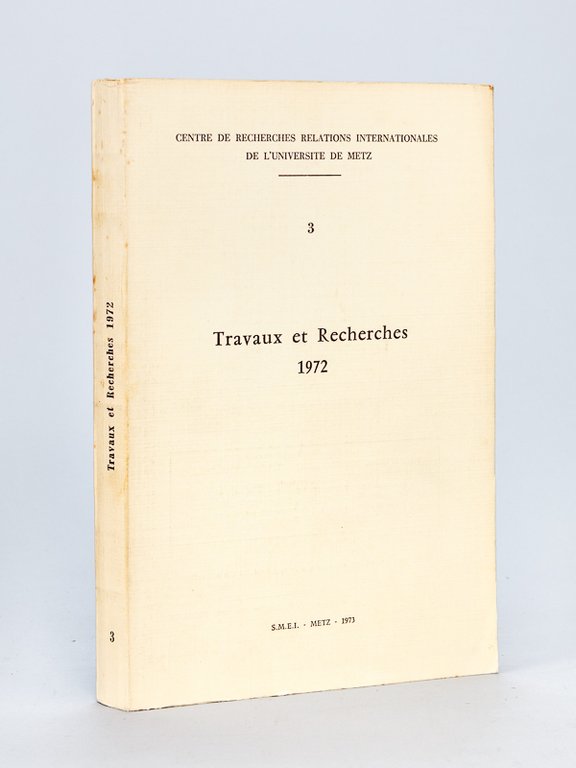 CENTRE DE RECHERCHES RELATIONS INTERNATIONALES
DE L'UNIVERSITE DE METZ
3
Travaux et Recherches
1972
S.M.E.I. - METZ - 1973
Travaux et Recherches 1972
3